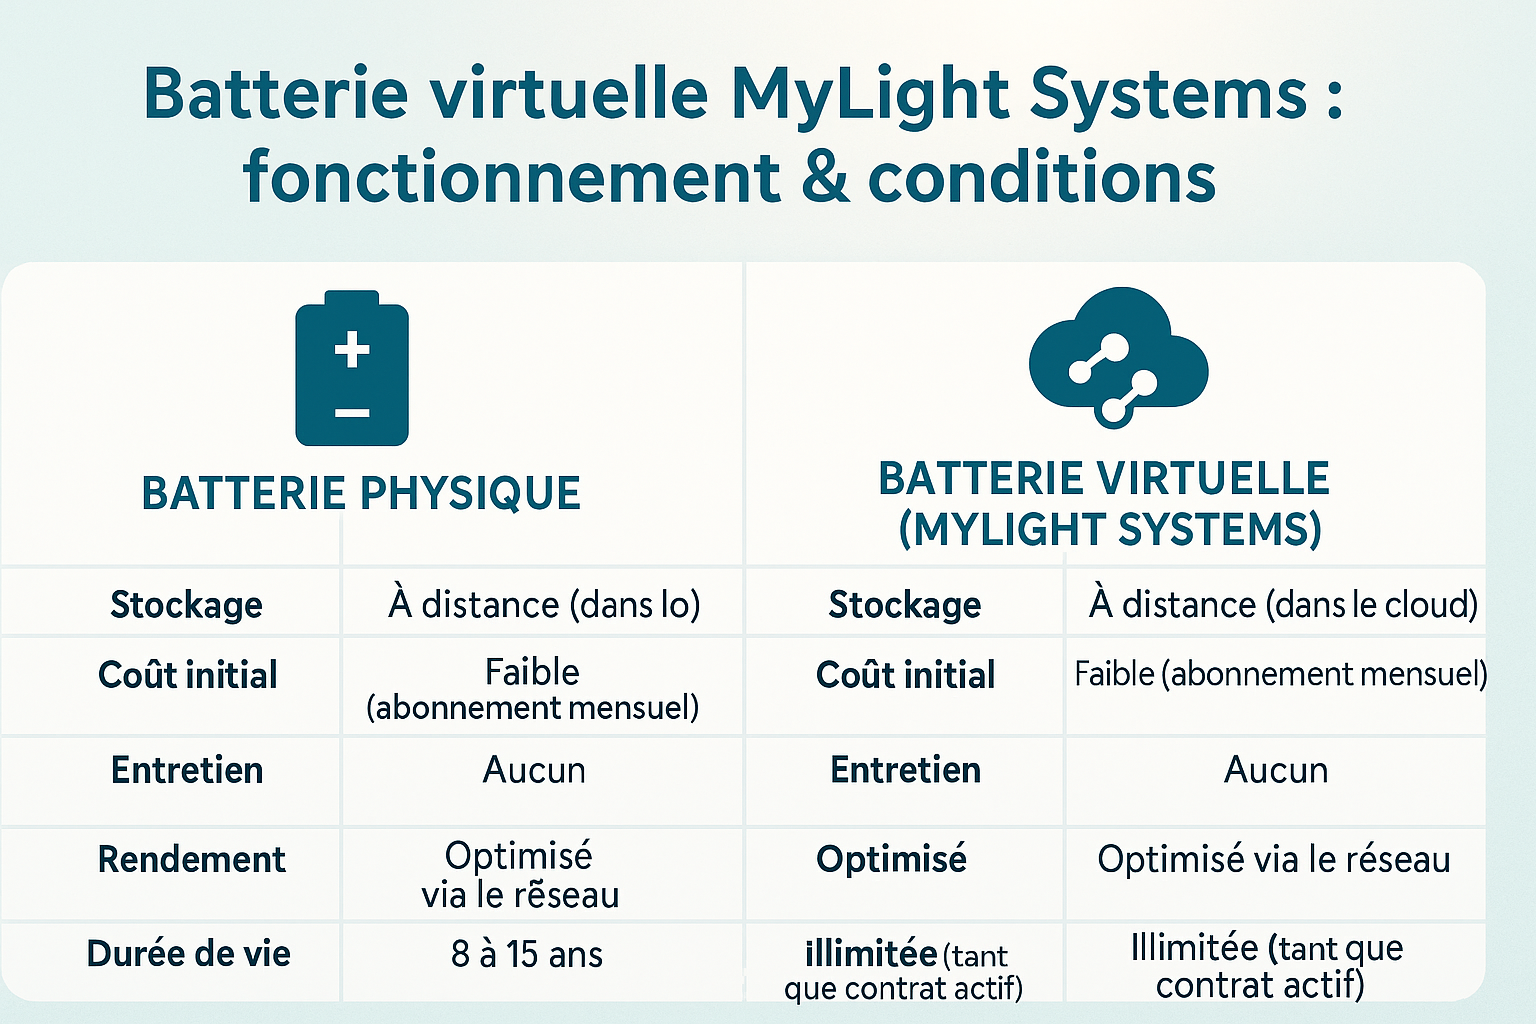 Batterie virtuelle MyLight Systems :
fonctionnement & conditions
BATTERIE PHYSIQUE
BATTERIE VIRTUELLE
(MYLIGHT SYSTEMS)
Stockage
À distance (dans lo)
Stockage
À distance (dans le cloud)
Coût initial
Faible
(abonnement mensuel)
Coût initial
Faible (abonnement mensuel)
Entretien
Aucun
Entretien
Aucun
Rendement
Optimisé
via le rẽseau
Optimisé
Optimisé via le réseau
Durée de vie
8 à 15 ans
illimitée (tant
que contrat actif)
Illimitée (tant que
contrat actif)